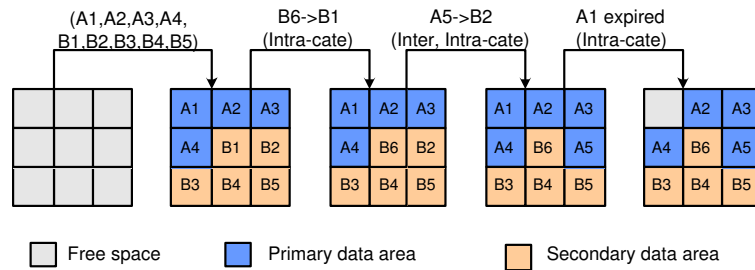 (A1,A2,A3,A4,
B1,B2,B3,B4,B5)
B6->B1
(Intra-cate)
A5->B2
(Inter, Intra-cate)
A1 expired
(Intra-cate)
A1 A2 A3
A4 B1 B2
B3 B4 B5
A1 A2 A3
A4 B6 B2
B3 B4 B5
A1 A2 A3
A4 B6 A5
B3 B4 B5
A2 A3
A4 B6 A5
B3 B4 B5
Free space
Primary data area
Secondary data area